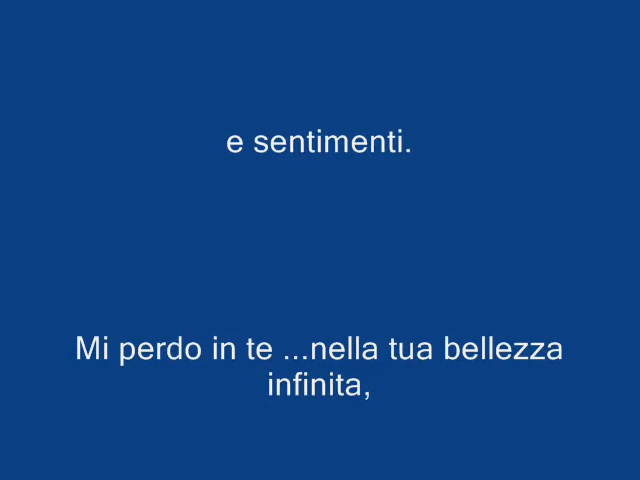 e sentimenti.
Mi perdo in te ...nella tua bellezza
infinita,